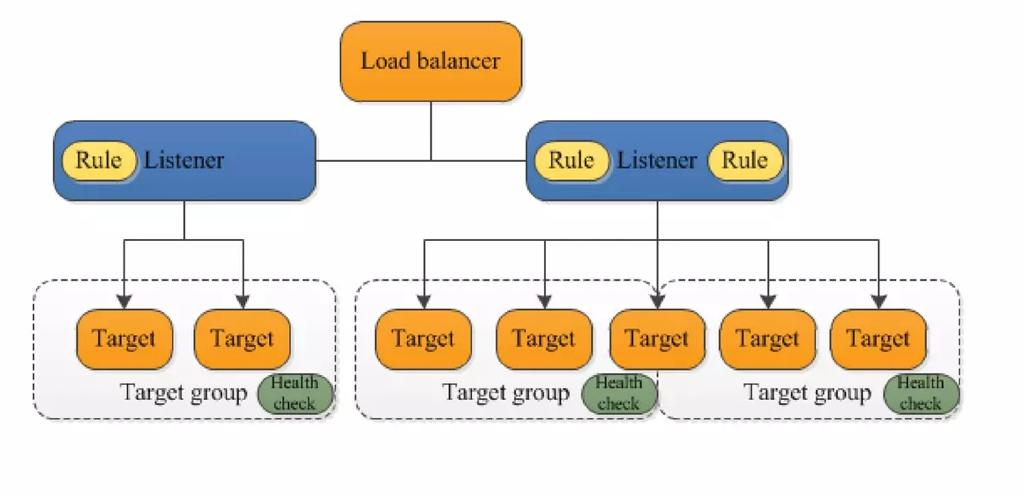 Load balancer
Rule Listener
Rule Listener Rule
Target Target
Target Target Target Target Target
Target group
Health
check
Target group
Health
check
Target group
Health
check